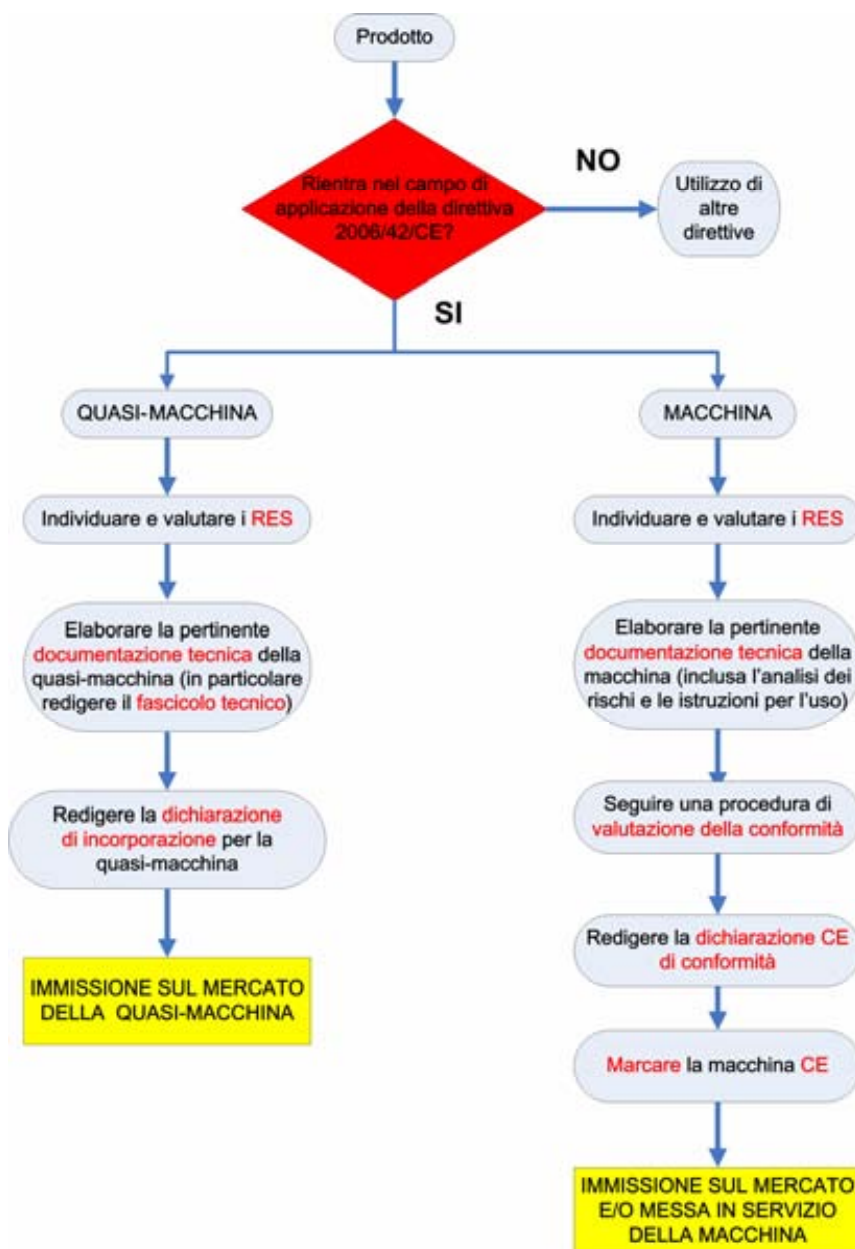 Prodotto
Rientra nel campo di
applicazione della direttiva
2006/42/CE?
NO
Utilizzo di
altre
direttive
SI
QUASI-MACCHINA
Individuare e valutare i RES
Elaborare la pertinente
documentazione tecnica della
quasi-macchina (in particolare
redigere il fascicolo tecnico)
Redigere la dichiarazione
di incorporazione per la
quasi-macchina
IMMISSIONE SUL MERCATO
DELLA QUASI-MACCHINA
MACCHINA
Individuare e valutare i RES
Elaborare la pertinente
documentazione tecnica della
macchina (inclusa l'analisi dei
rischi e le istruzioni per l'uso)
Seguire una procedura di
valutazione della conformità
Redigere la dichiarazione CE
di conformità
Marcare la macchina CE
IMMISSIONE SUL MERCATO
E/O MESSA IN SERVIZIO
DELLA MACCHINA